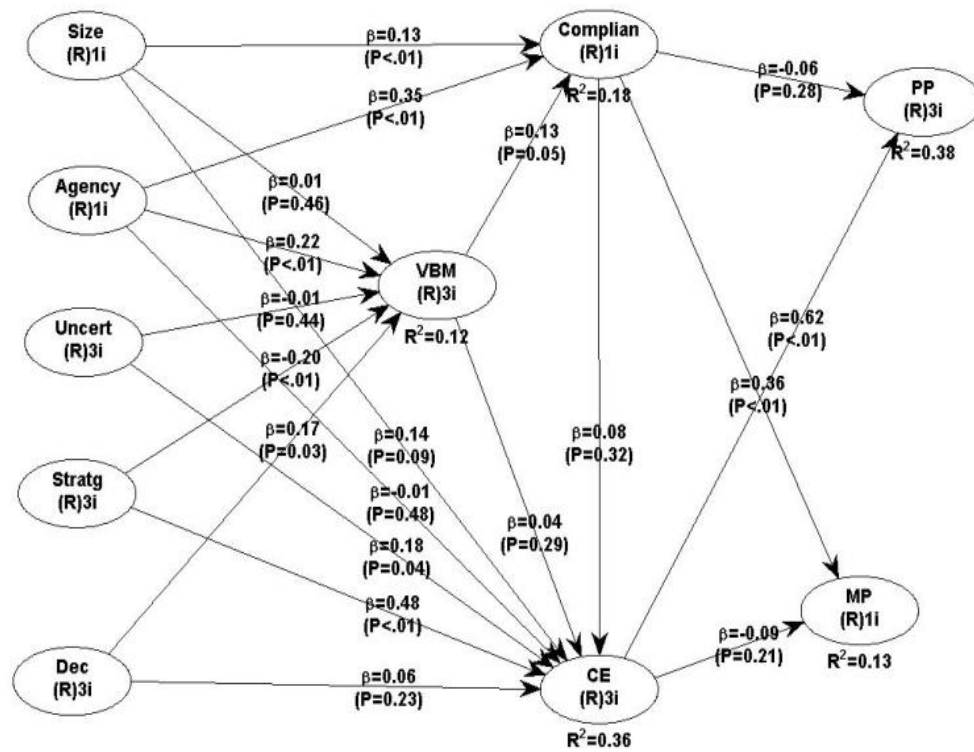 Size
(R)1i
β=0.13
(P<.01)
Complian
(R)1i
R²=0.18
β=-0.06
(P=0.28)
PP
(R)3i
R²=0.38
β=0.35
(P<.01)
β=0.13
(P=0.05)
Agency
(R)1i
β=0.01
(P=0.46)
β=0.22
(P<.01)
VBM
(R)3i
R²=0.12
Uncert
(R)3i
β=-0.01
(P=0.44)
β=0.62
(P<.01)
β=-0.20
(P<.01)
β=0.36
(P<.01)
β=0.17
(P=0.03)
β=0.14
(P=0.09)
β=0.08
(P=0.32)
Stratg
(R)3i
β=-0.01
(P=0.48)
β=0.04
(P=0.29)
β=0.18
(P=0.04)
β=0.48
(P<.01)
MP
(R)1i
R²=0.13
β=-0.09
(P=0.21)
Dec
(R)3i
β=0.06
(P=0.23)
CE
(R)3i
R²=0.36